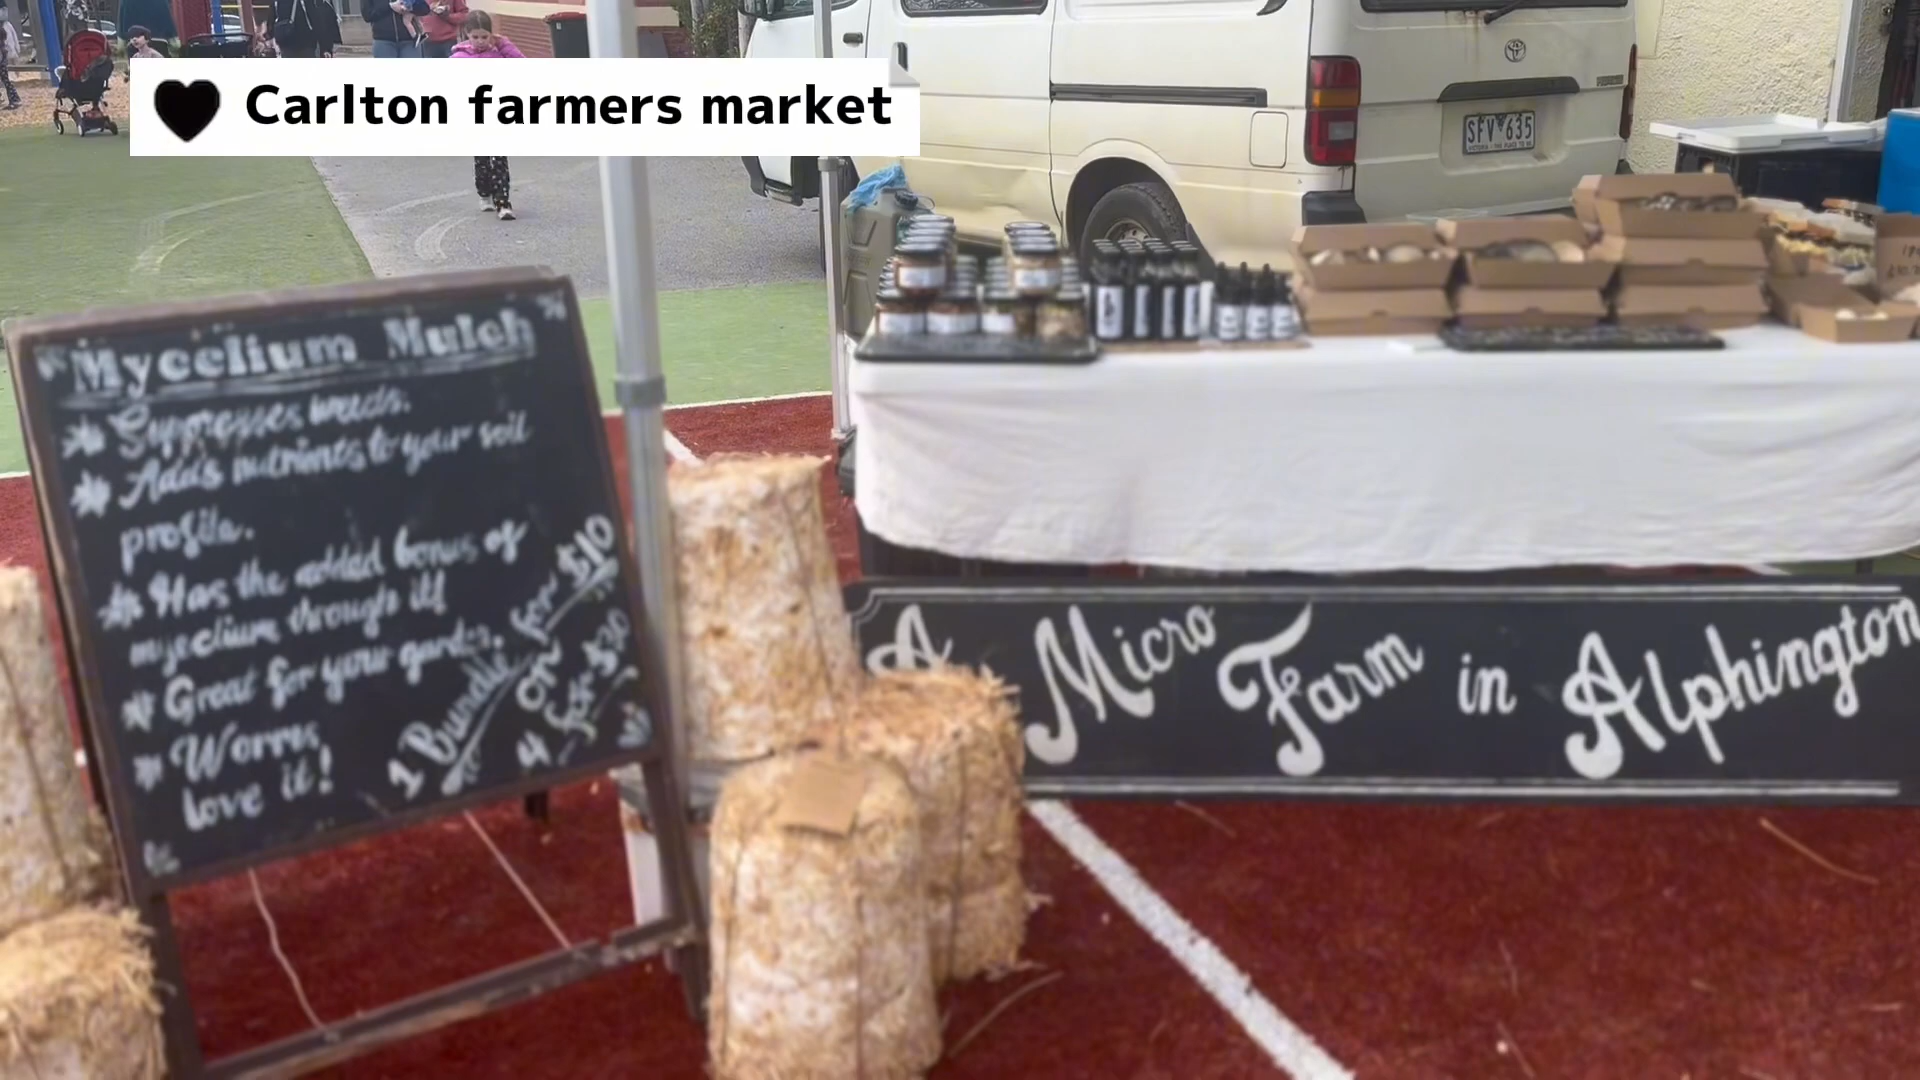 Carlton farmers market
SFV 635
"Mycelium Mulch"
* Suppresses weeds.
* Adds nutrients to your soil
profile.
* Has the added bonus of
mycelium through it!
* Great for your garden.
* Worms
love it!
1 Bundle for $10
or
4 for $30
A Micro Farm in Alphington